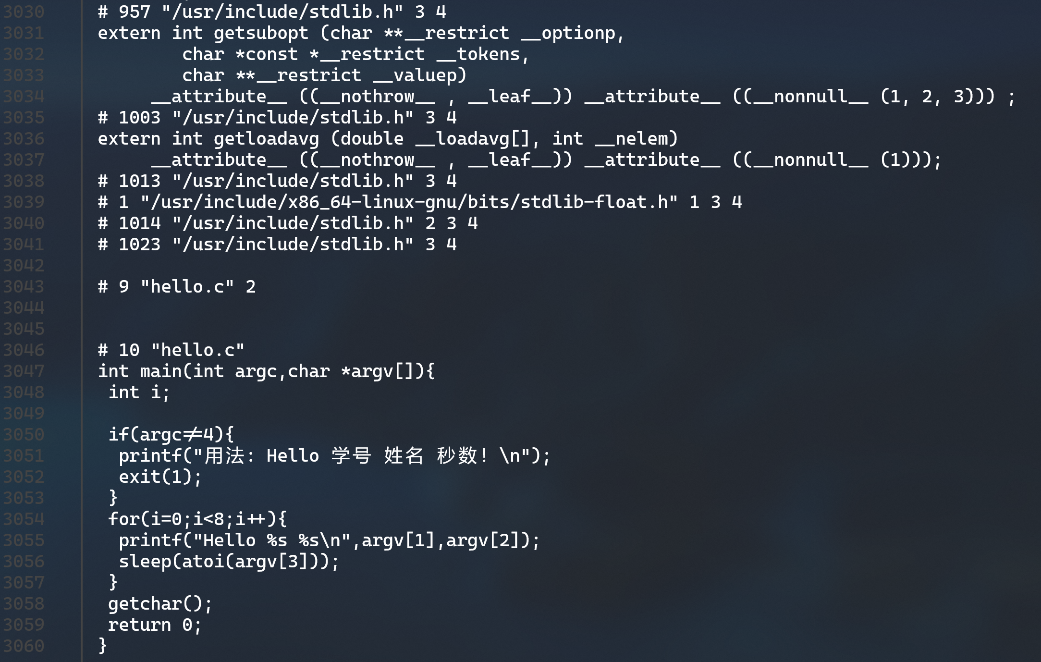 3030 # 957 "/usr/include/stdlib.h" 3 4
3031 extern int getsubopt (char **__restrict __optionp,
3032         char *const *__restrict __tokens,
3033         char **__restrict __valuep)
3034      __attribute__ ((__nothrow__ , __leaf__)) __attribute__ ((__nonnull__ (1, 2, 3))) ;
3035 # 1003 "/usr/include/stdlib.h" 3 4
3036 extern int getloadavg (double __loadavg[], int __nelem)
3037      __attribute__ ((__nothrow__ , __leaf__)) __attribute__ ((__nonnull__ (1)));
3038 # 1013 "/usr/include/stdlib.h" 3 4
3039 # 1 "/usr/include/x86_64-linux-gnu/bits/stdlib-float.h" 1 3 4
3040 # 1014 "/usr/include/stdlib.h" 2 3 4
3041 # 1023 "/usr/include/stdlib.h" 3 4
3042
3043 # 9 "hello.c" 2
3044
3045
3046 # 10 "hello.c"
3047 int main(int argc,char *argv[]){
3048  int i;
3049
3050  if(argc!=4){
3051   printf("用法: Hello 学号 姓名 秒数! \n");
3052   exit(1);
3053  }
3054  for(i=0;i<8;i++){
3055   printf("Hello %s %s\n",argv[1],argv[2]);
3056   sleep(atoi(argv[3]));
3057  }
3058  getchar();
3059  return 0;
3060 }